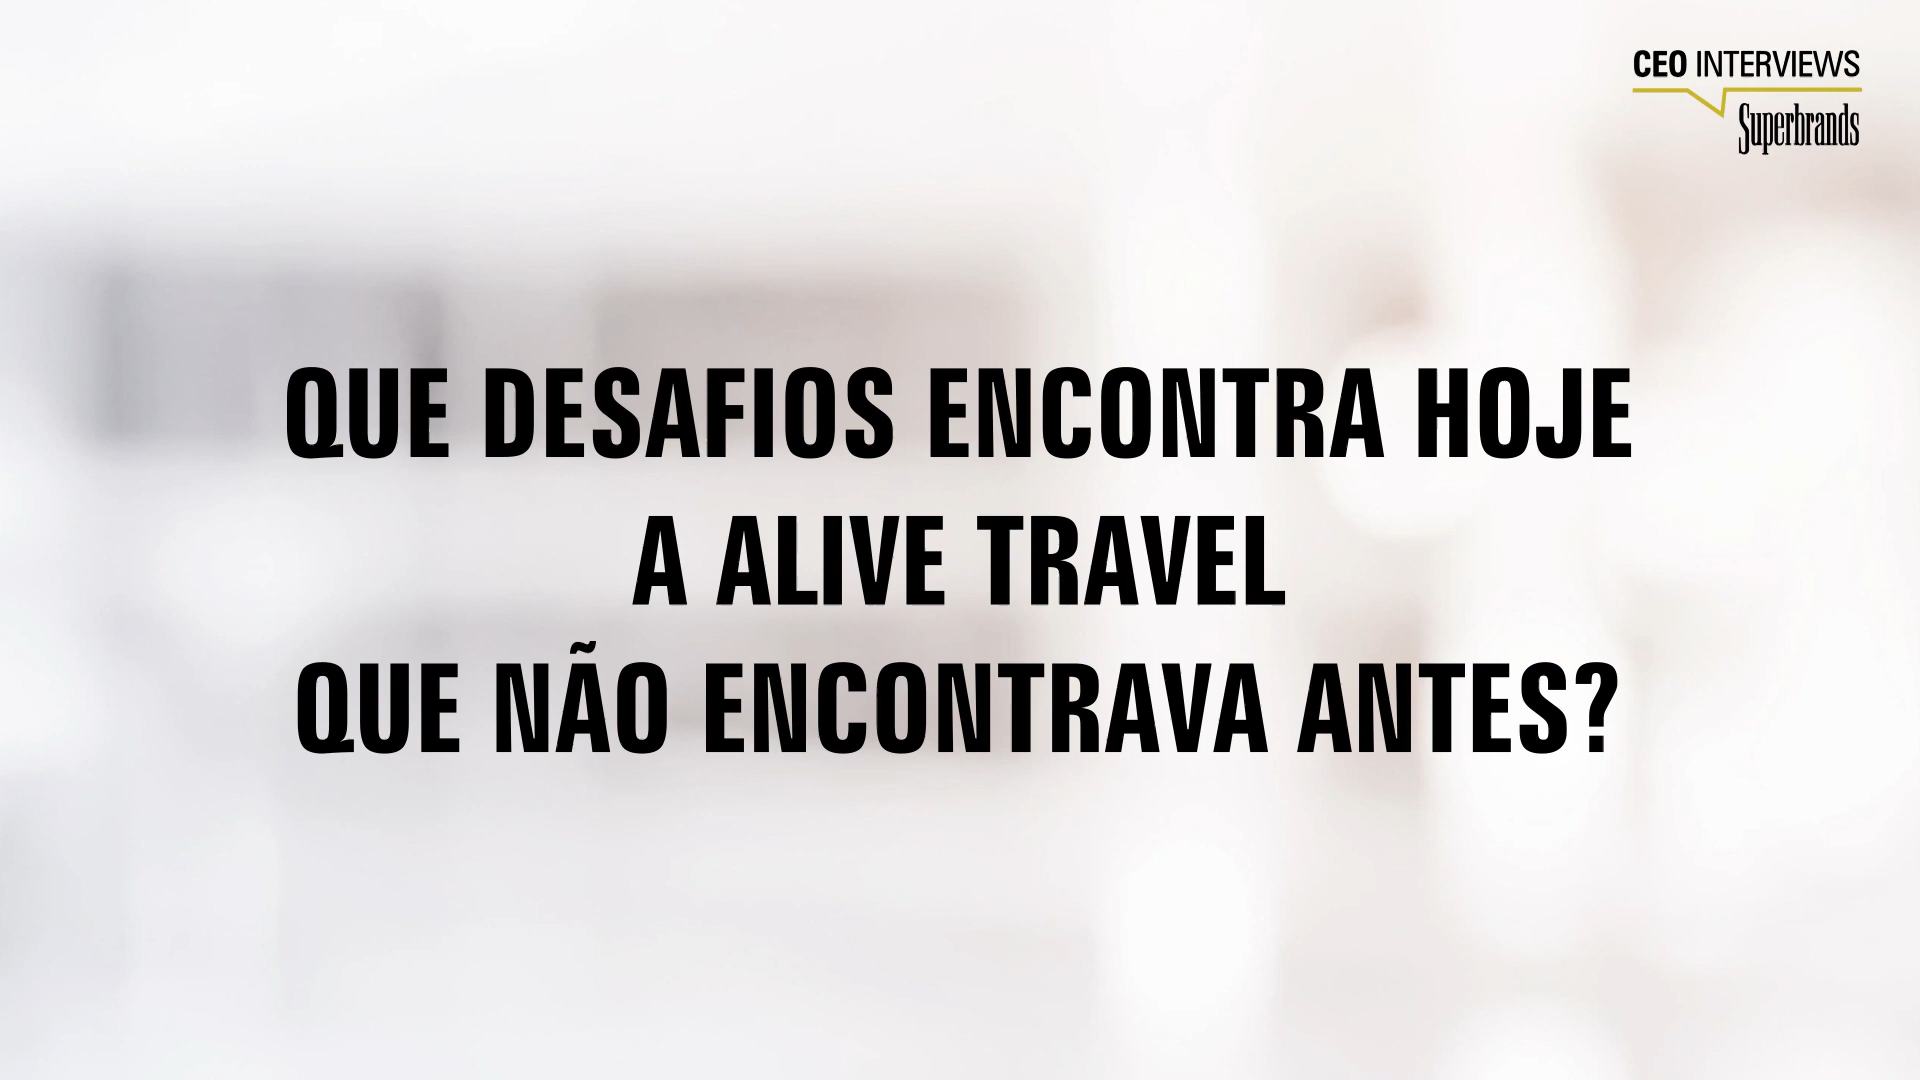 CEO INTERVIEWS
Superbrands
QUE DESAFIOS ENCONTRA HOJE
A ALIVE TRAVEL
QUE NÃO ENCONTRAVA ANTES?